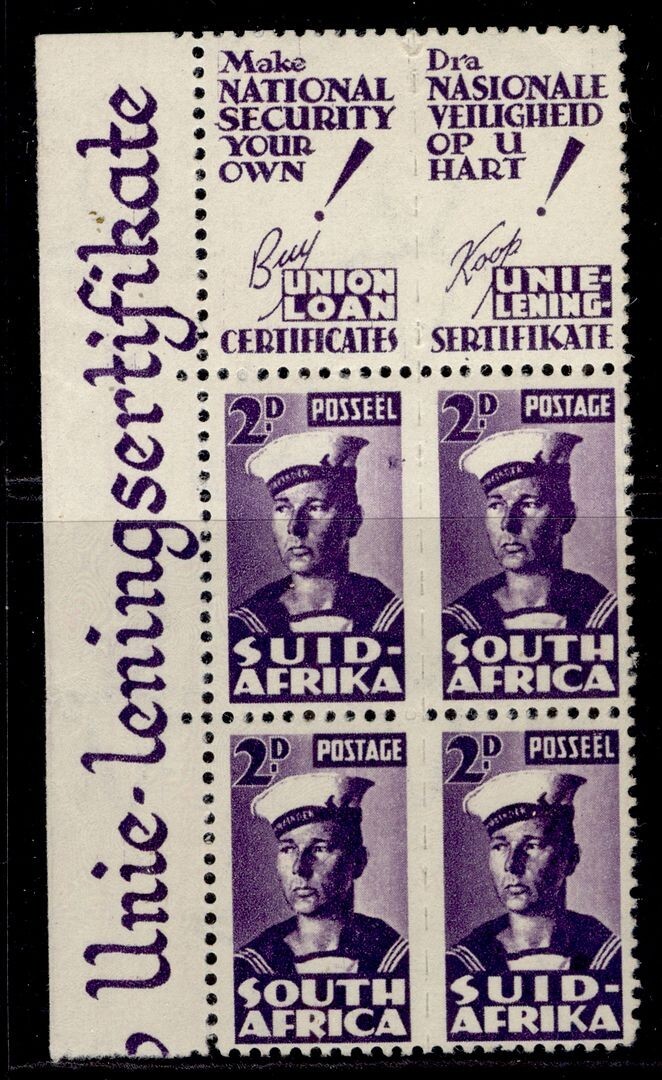 Unie-leningsertifikate
Make
NATIONAL
SECURITY
YOUR
OWN !
Buy
UNION
LOAN
CERTIFICATES
Dra
NASIONALE
VEILIGHEID
OP U
HART !
Koop
UNIE-
LENING-
SERTIFIKATE
2D. POSSEËL
SUID-
AFRIKA
2D. POSTAGE
SOUTH
AFRICA
2D. POSTAGE
SOUTH
AFRICA
2D. POSSEËL
SUID-
AFRIKA